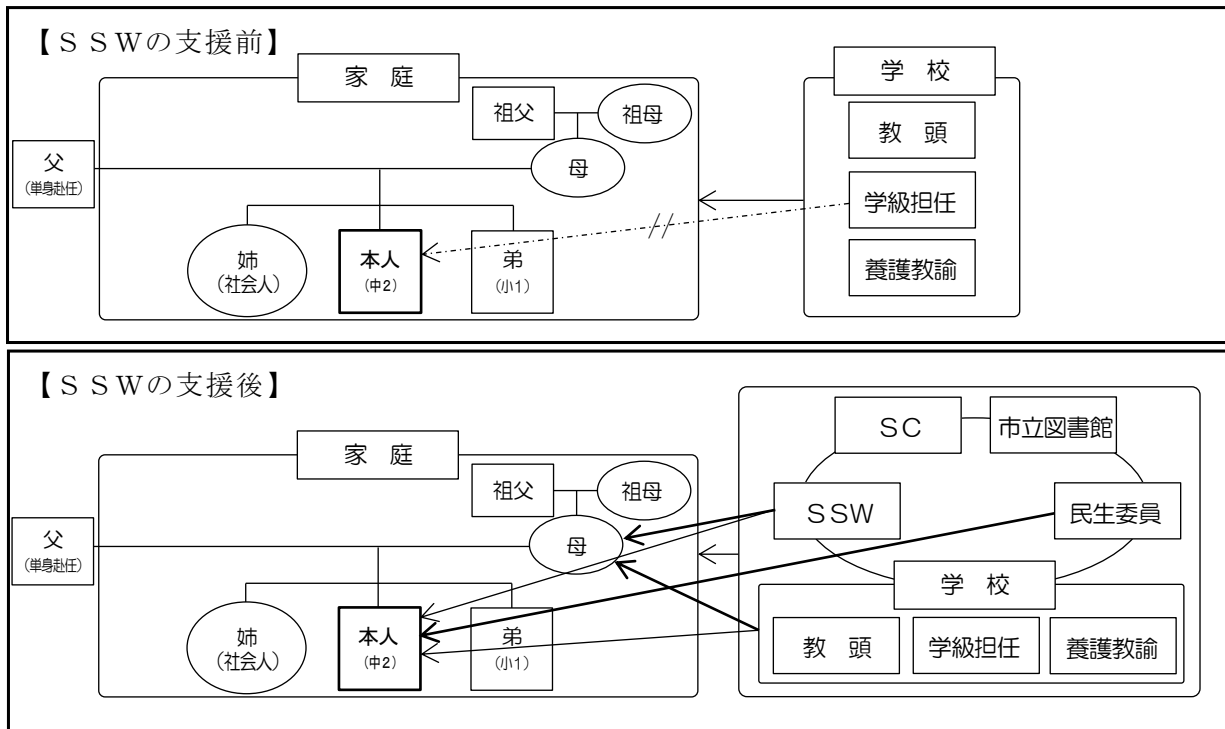 【ＳＳＷの支援前】
家 庭
学 校
祖父
祖母
教 頭
父
(単身赴任)
母
学級担任
姉
(社会人)
本人
(中2)
弟
(小1)
養護教諭
【ＳＳＷの支援後】
ＳＣ
市立図書館
家 庭
祖父
祖母
ＳＳＷ
民生委員
父
(単身赴任)
母
学 校
姉
(社会人)
本人
(中2)
弟
(小1)
教 頭
学級担任
養護教諭